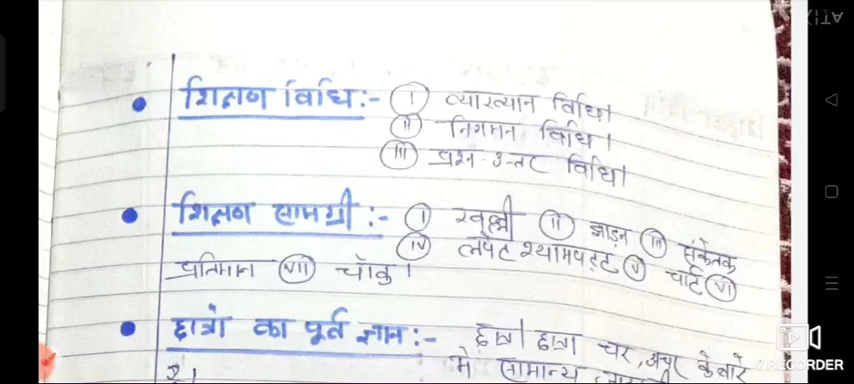 शिक्षण विधि :- (I) व्याख्यान विधि।
(II) निगमन विधि।
(III) प्रश्न-उत्तर विधि।
शिक्षण सामग्री :- (I) (II) झाड़न (III) संकेतक
(IV) लपेट श्यामपट्ट (V) चार्ट (VI)
प्रतिमान (VII) चॉक।
छात्रों का पूर्व ज्ञान :- छात्र/छात्रा चर, अचर के बारे
मे सामान्य
है।
V.RECORDER